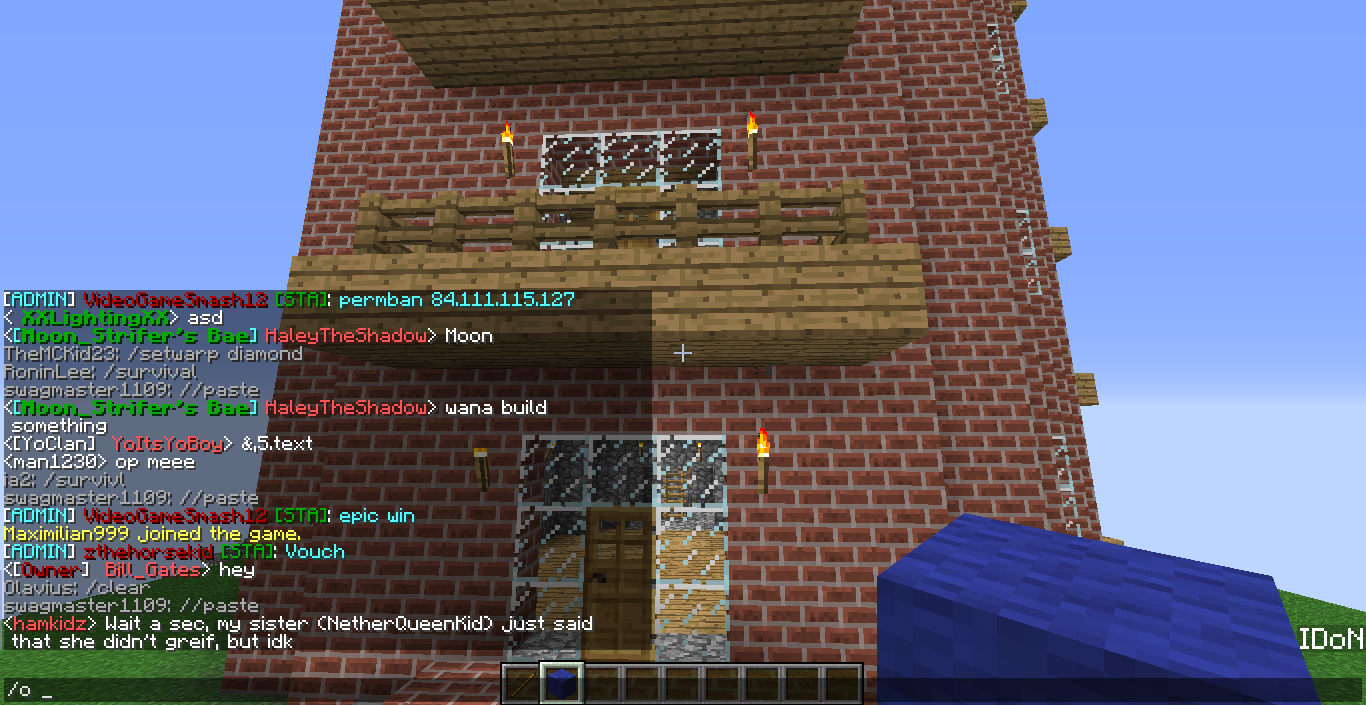 [ADMIN] VideoGameSmash12 [STA]: permban 84.111.115.127
< XXLightingXX> asd
<[Moon_Strifer's Bae] HaleyTheShadow> Moon
TheMCKid23: /setwarp diamond
RoninLee: /survival
swagmaster1109: //paste
<[Moon_Strifer's Bae] HaleyTheShadow> wana build
something
<[YoClan] YoItsYoBoy> &,5.text
<man1230> op meee
ia2: /survivl
swagmaster1109: //paste
[ADMIN] VideoGameSmash12 [STA]: epic win
Maximilian999 joined the game.
[ADMIN] zthehorsekid [STA]: Vouch
<[Owner] Bill_Gates> hey
Olavius: /clear
swagmaster1109: //paste
<hamkidz> Wait a sec, my sister (NetherQueenKid) just said
that she didn't greif, but idk
IDoN
/o _